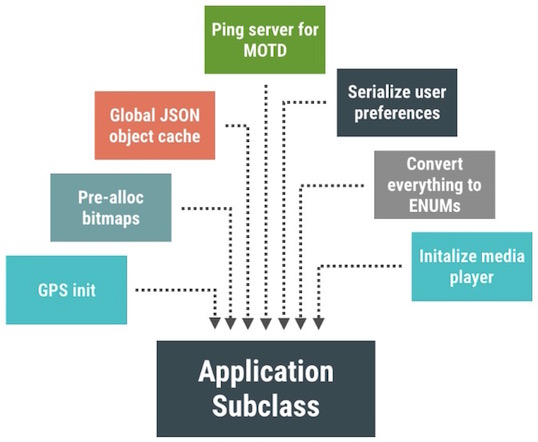 Ping server for
MOTD
Serialize user
preferences
Global JSON
object cache
Convert
everything to
ENUMs
Pre-alloc
bitmaps
Initalize media
player
GPS init
Application
Subclass